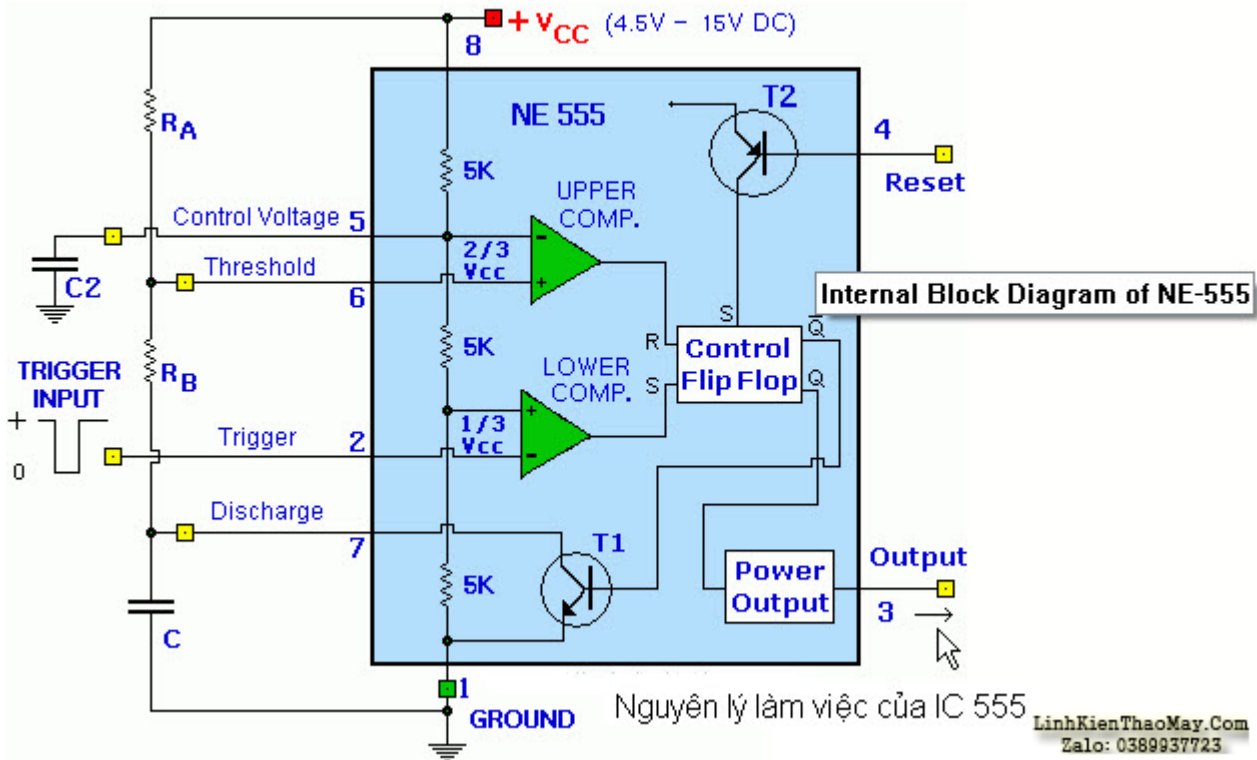 + VCC (4.5V – 15V DC)
8
NE 555
T2
4
Reset
RA
5K
UPPER
COMP.
Control Voltage 5
2/3
Vcc
-
+
C2
Threshold
6
Internal Block Diagram of NE-555
S
R
Q̅
Control
Flip Flop
S
Q
5K
LOWER
COMP.
TRIGGER
INPUT
RB
+
0
Trigger 2
1/3
Vcc
+
-
Discharge
7
T1
5K
Power
Output
Output
3
C
1
GROUND
Nguyên lý làm việc của IC 555
LinhKienThaoMay.Com
Zalo: 0389937723